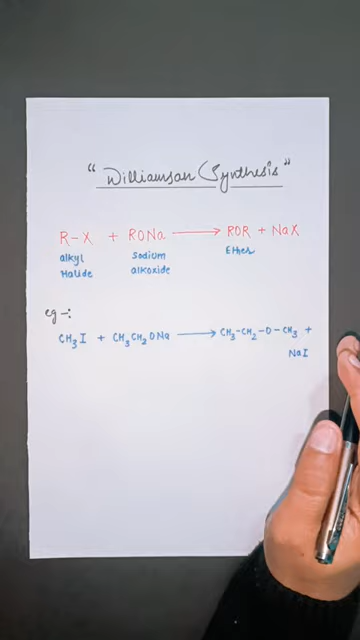 "Williamson Synthesis"
R-X + RONa → ROR + NaX
alkyl Halide sodium alkoxide Ether
eg -:
CH₃I + CH₃CH₂ONa → CH₃-CH₂-O-CH₃ +
NaI